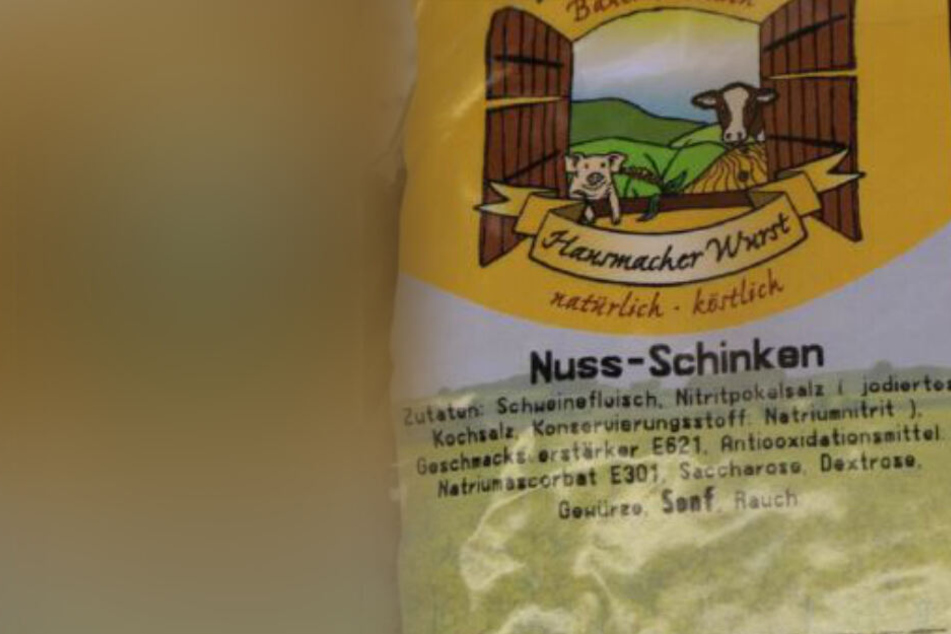 Hausmacher Wurst
natürlich · köstlich
Nuss-Schinken
Zutaten: Schweinefleisch, Nitritpökelsalz ( jodiertes
Kochsalz, Konservierungsstoff: Natriumnitrit ),
Geschmacksverstärker E621, Antiooxidationsmittel:
Natriumascorbat E301, Saccharose, Dextrose,
Gewürze, Senf, Rauch